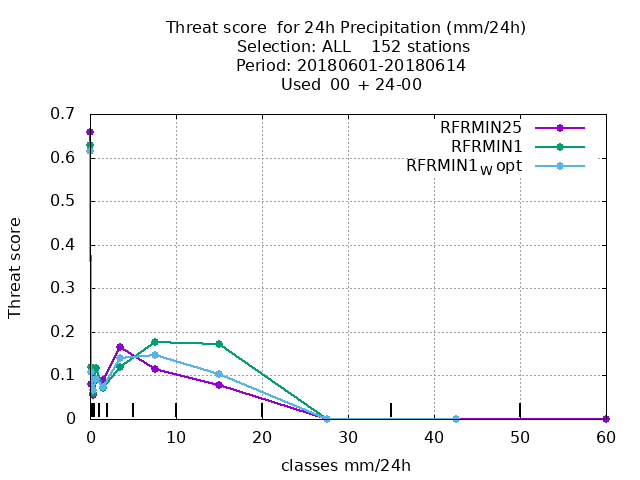 Threat score  for 24h Precipitation (mm/24h)
Selection: ALL    152 stations
Period: 20180601-20180614
Used  00 + 24-00
0.7
0.6
0.5
0.4
0.3
0.2
0.1
0
Threat score
RFRMIN25
RFRMIN1
RFRMIN1W opt
0 10 20 30 40 50 60
classes mm/24h